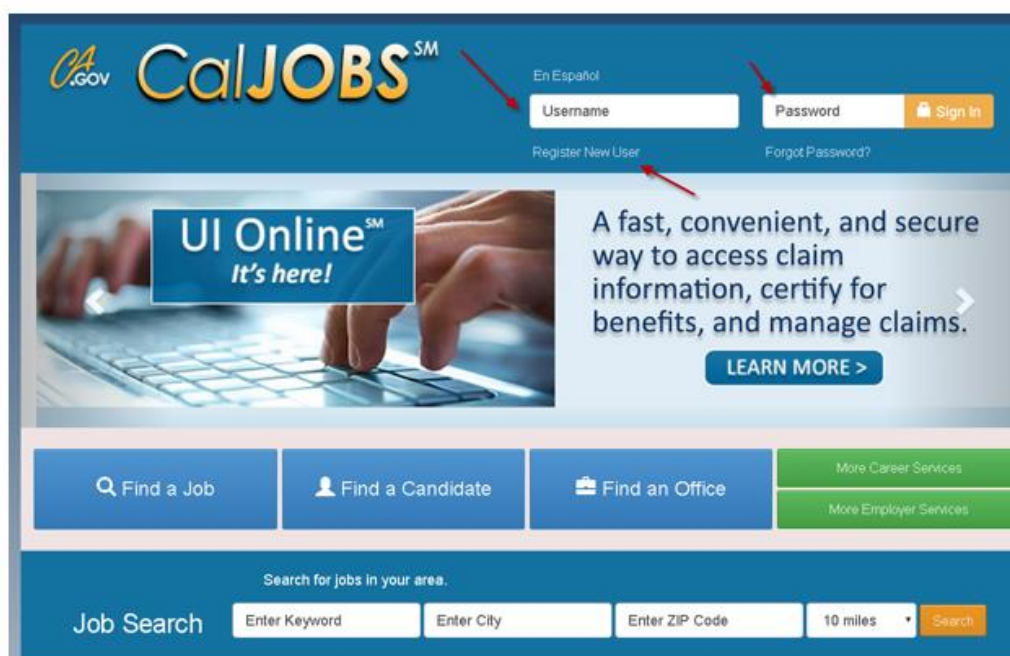 CA.GOV CalJOBS℠
En Español
Username
Password
Sign In
Register New User
Forgot Password?
UI Online℠
It's here!
A fast, convenient, and secure
way to access claim
information, certify for
benefits, and manage claims.
LEARN MORE >
Find a Job
Find a Candidate
Find an Office
More Career Services
More Employer Services
Search for jobs in your area.
Job Search
Enter Keyword
Enter City
Enter ZIP Code
10 miles
Search